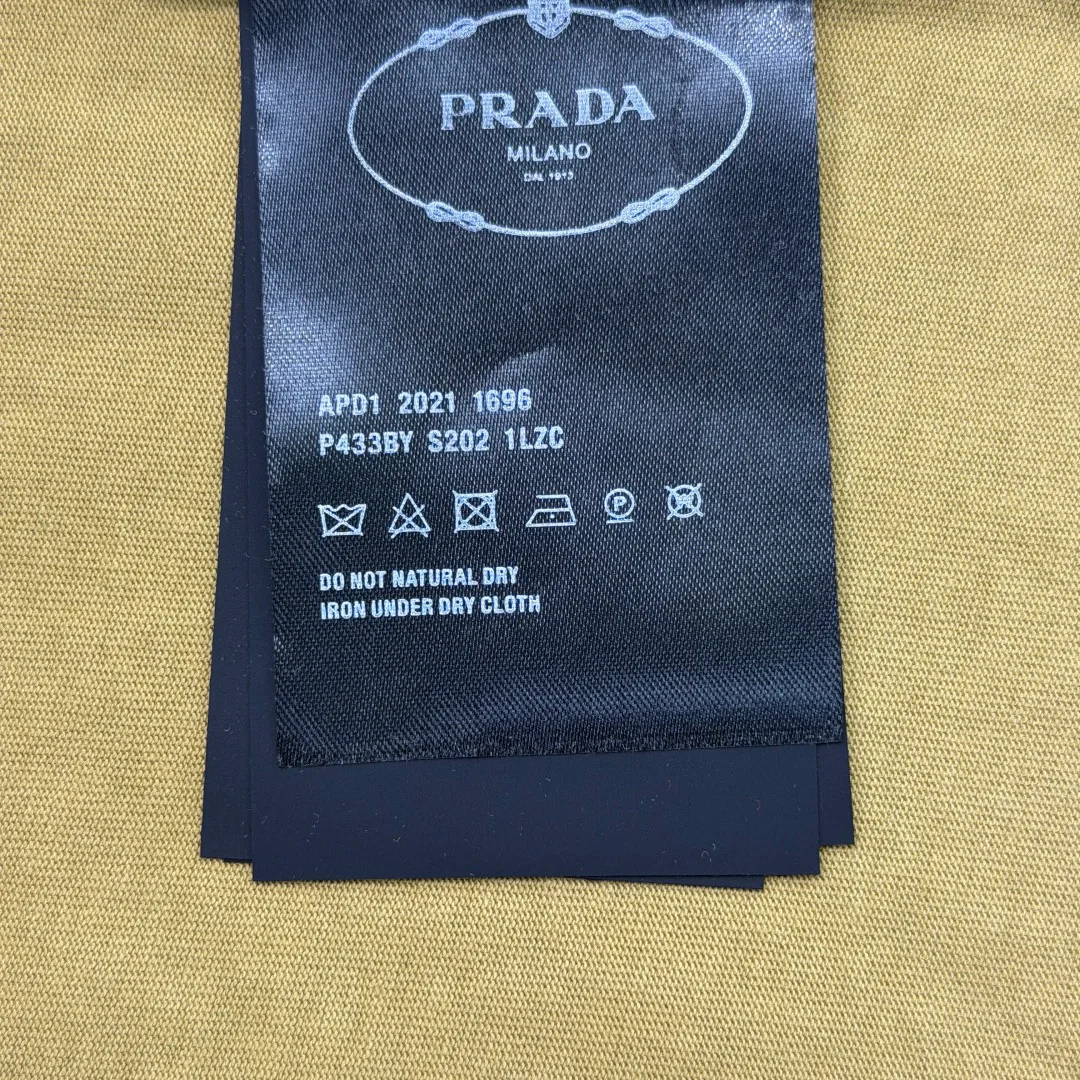 PRADA
MILANO
DAL 1913
APD1 2021 1696
P433BY S202 1LZC
P
W
DO NOT NATURAL DRY
IRON UNDER DRY CLOTH